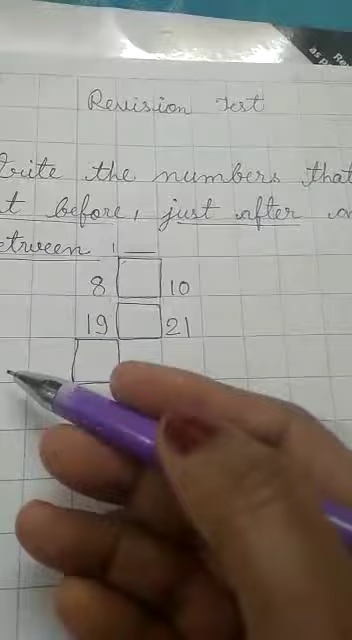 Revision Test
Write the numbers that
before, just after
between
8 10
19 21